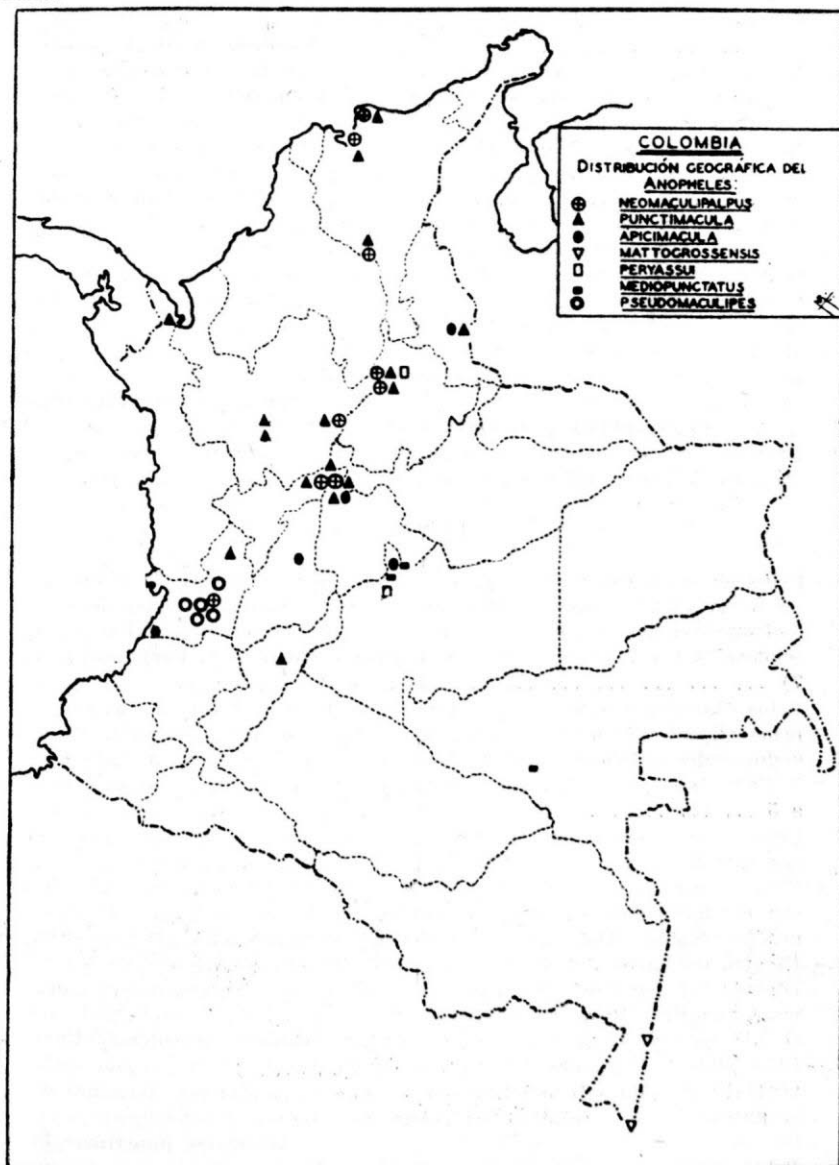 COLOMBIA
DISTRIBUCIÓN GEOGRÁFICA DEL
ANOPHELES:
NEOMACULIPALPUS
PUNCTIMACULA
APICIMACULA
MATTOGROSSENSIS
PERYASSUI
MEDIOPUNCTATUS
PSEUDOMACULIPES